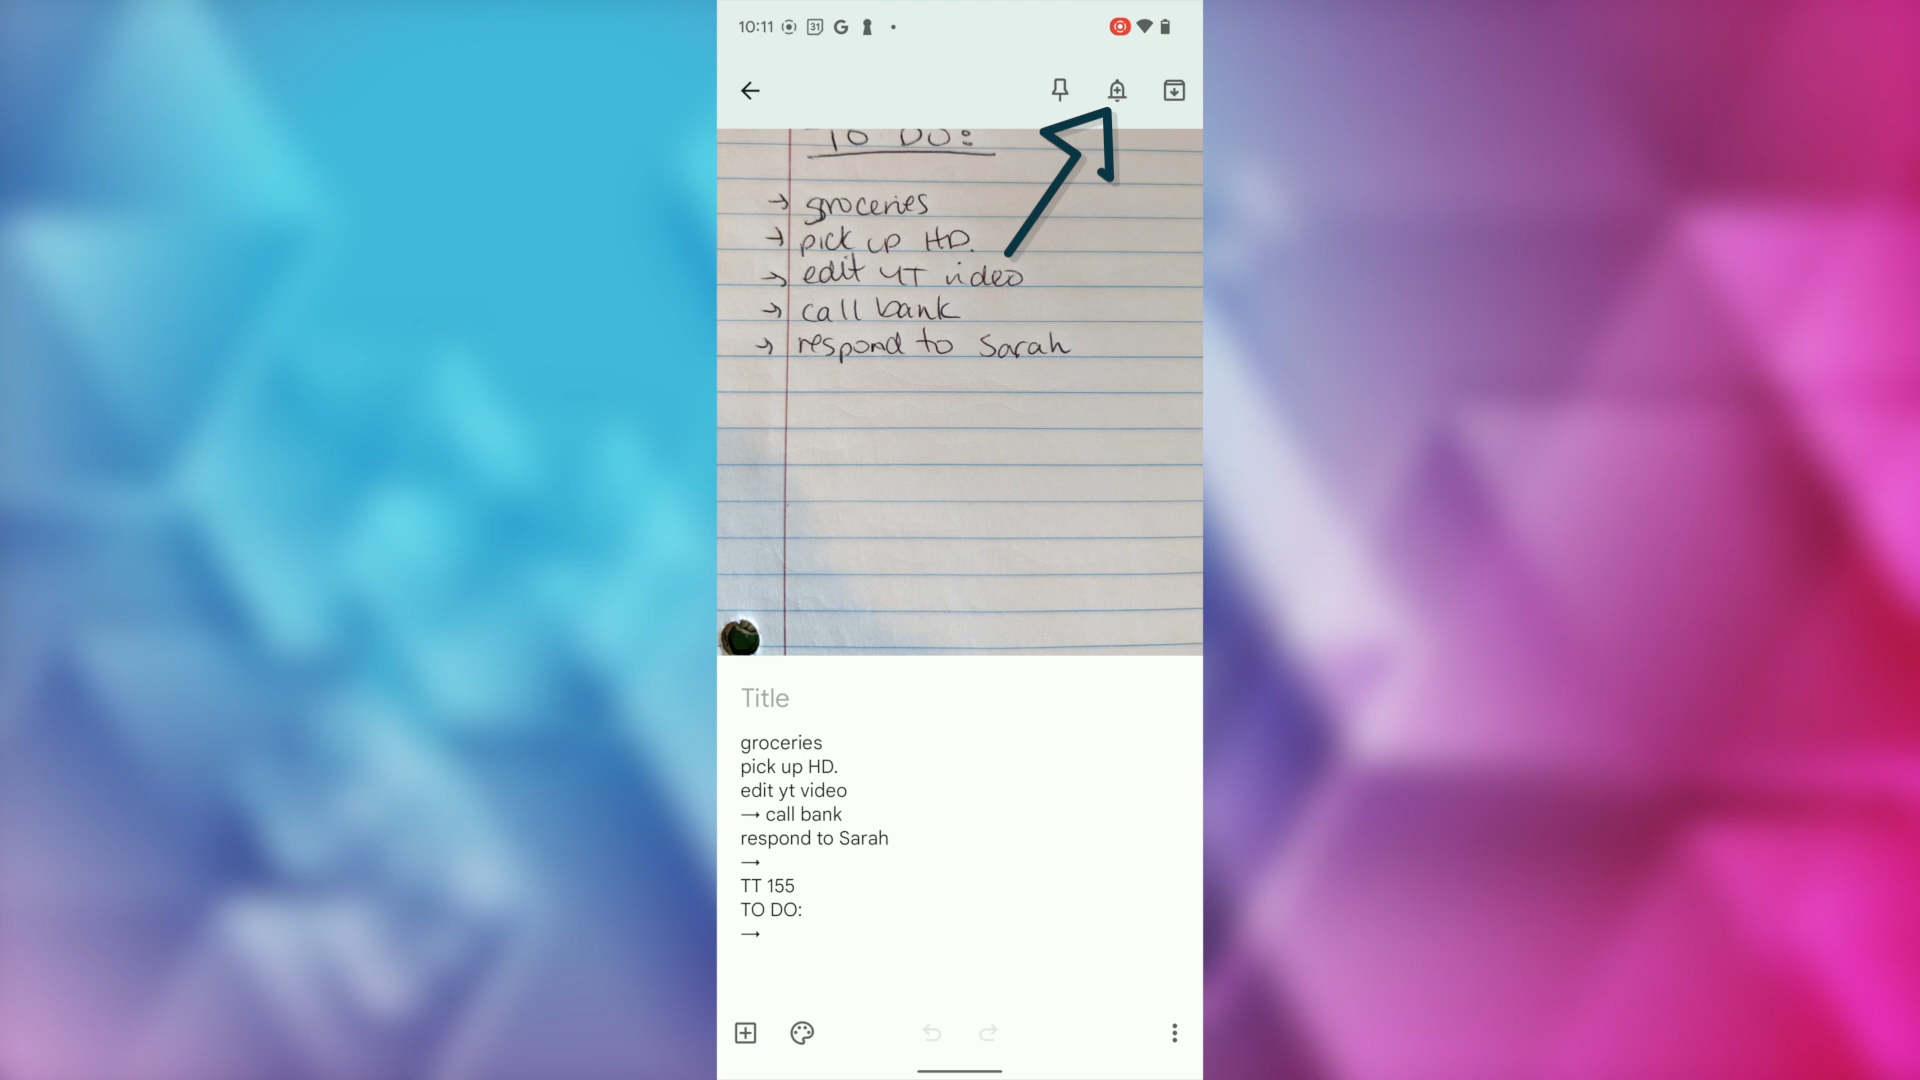 10:11 31 G
TO DO:
→ groceries
→ pick up HD.
→ edit YT video
→ call bank
→ respond to Sarah
Title
groceries
pick up HD.
edit yt video
→ call bank
respond to Sarah
→
TT 155
TO DO:
→